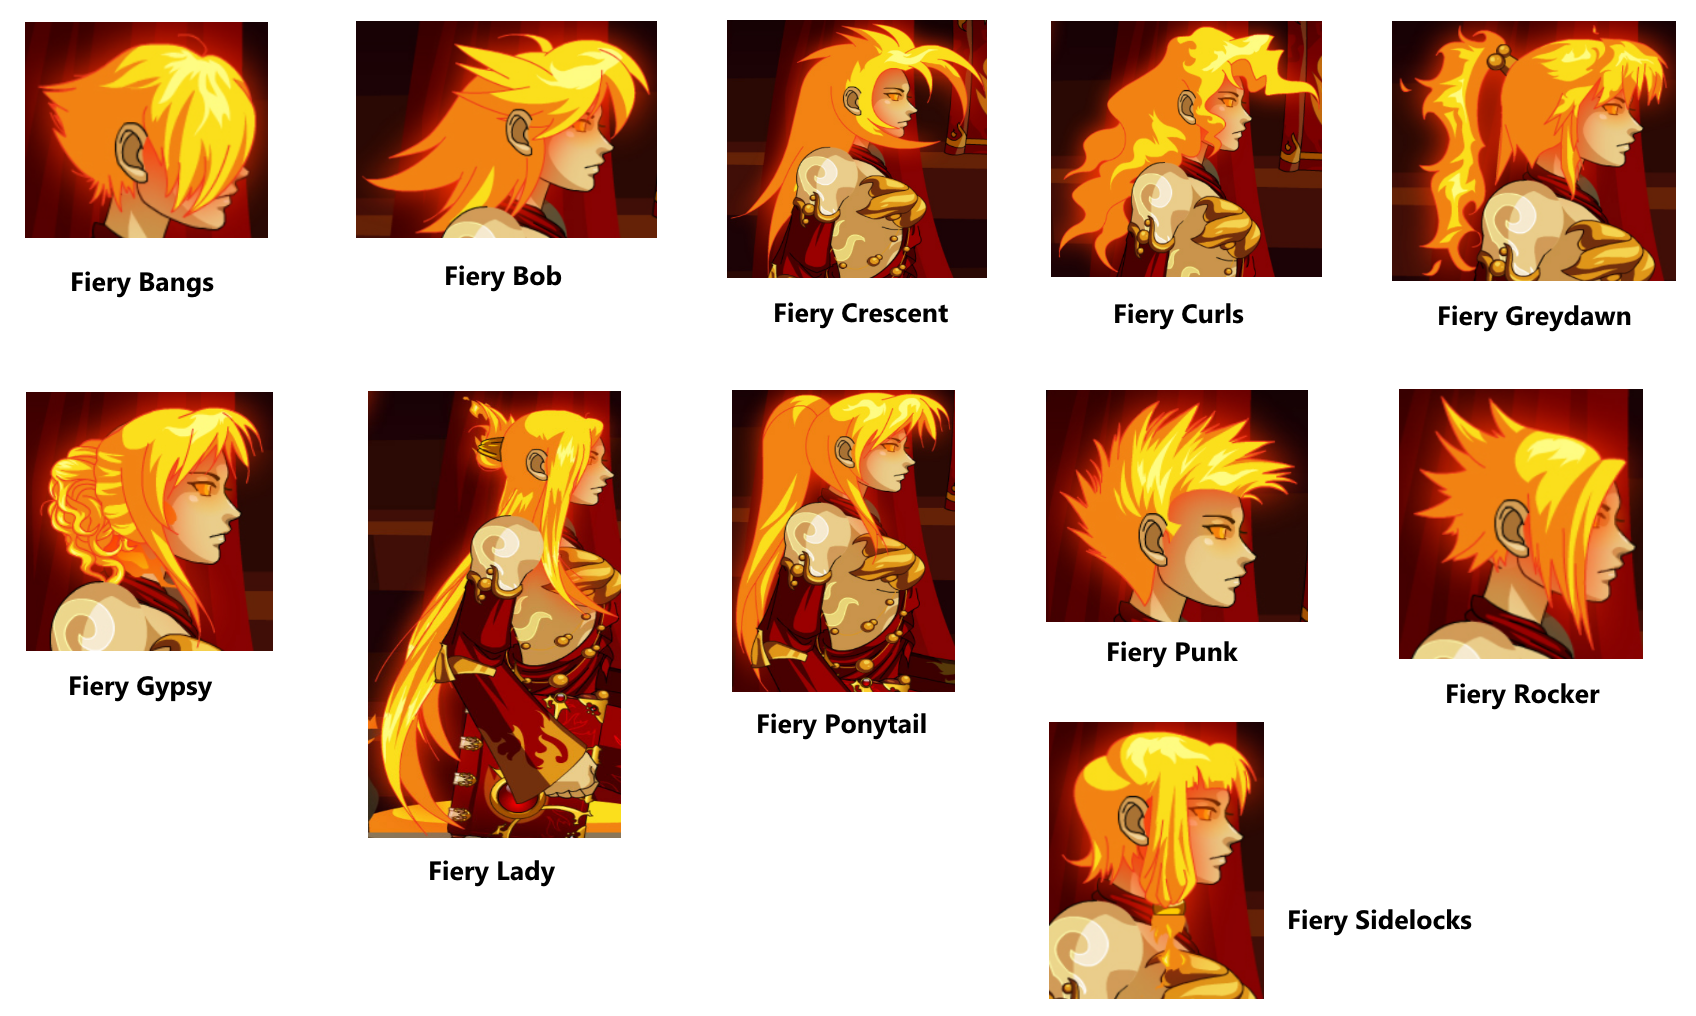 Fiery Bangs
Fiery Bob
Fiery Crescent
Fiery Curls
Fiery Greydawn
Fiery Gypsy
Fiery Lady
Fiery Ponytail
Fiery Punk
Fiery Rocker
Fiery Sidelocks